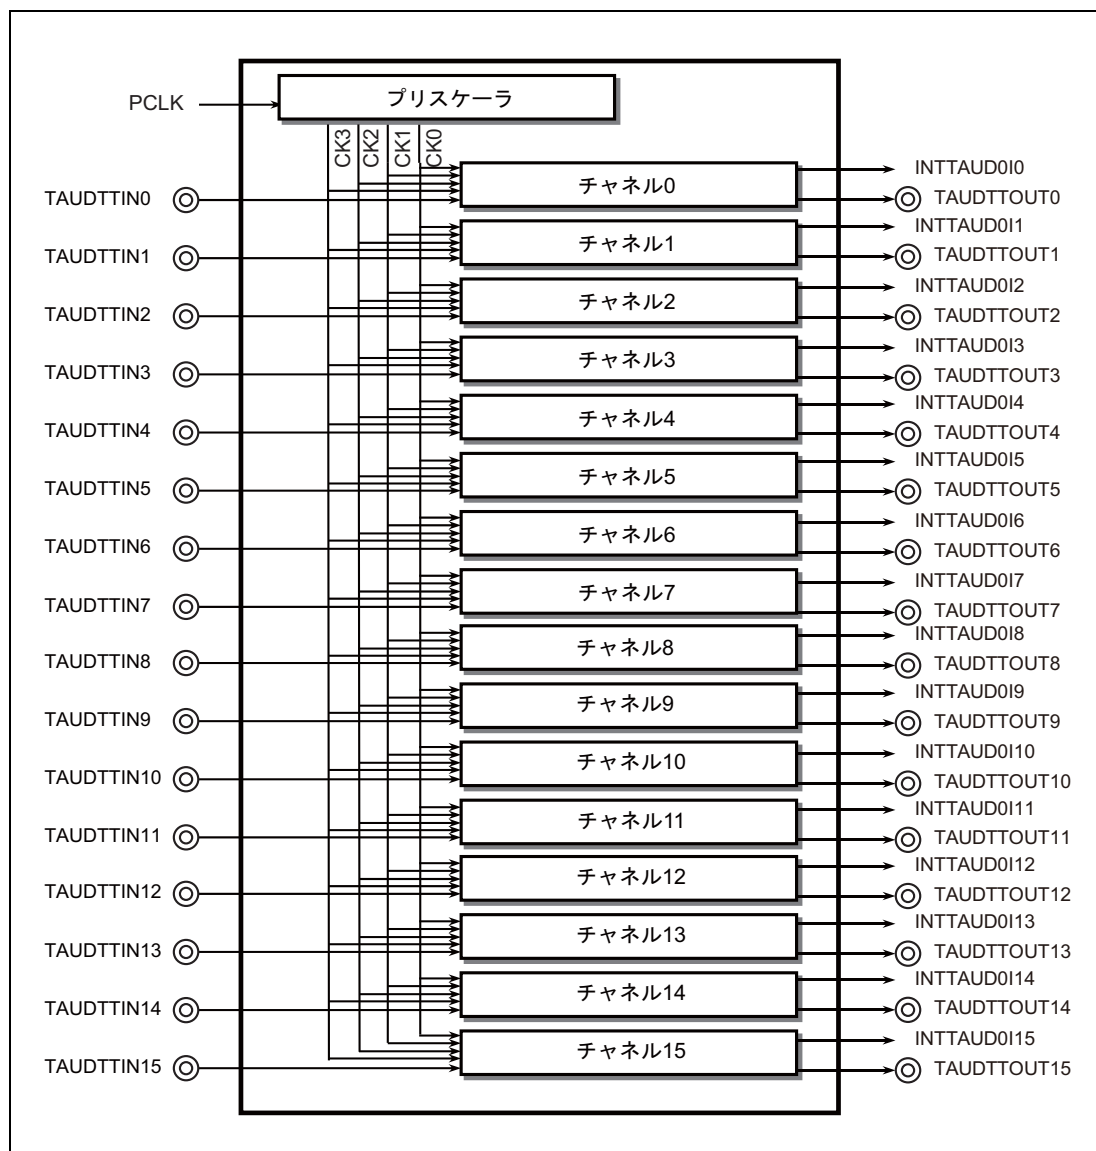 プリスケーラ
PCLK
CK3
CK2
CK1
CK0
TAUDTTIN0
チャネル0
INTTAUD0I0
TAUDTTOUT0
TAUDTTIN1
チャネル1
INTTAUD0I1
TAUDTTOUT1
TAUDTTIN2
チャネル2
INTTAUD0I2
TAUDTTOUT2
TAUDTTIN3
チャネル3
INTTAUD0I3
TAUDTTOUT3
TAUDTTIN4
チャネル4
INTTAUD0I4
TAUDTTOUT4
TAUDTTIN5
チャネル5
INTTAUD0I5
TAUDTTOUT5
TAUDTTIN6
チャネル6
INTTAUD0I6
TAUDTTOUT6
TAUDTTIN7
チャネル7
INTTAUD0I7
TAUDTTOUT7
TAUDTTIN8
チャネル8
INTTAUD0I8
TAUDTTOUT8
TAUDTTIN9
チャネル9
INTTAUD0I9
TAUDTTOUT9
TAUDTTIN10
チャネル10
INTTAUD0I10
TAUDTTOUT10
TAUDTTIN11
チャネル11
INTTAUD0I11
TAUDTTOUT11
TAUDTTIN12
チャネル12
INTTAUD0I12
TAUDTTOUT12
TAUDTTIN13
チャネル13
INTTAUD0I13
TAUDTTOUT13
TAUDTTIN14
チャネル14
INTTAUD0I14
TAUDTTOUT14
TAUDTTIN15
チャネル15
INTTAUD0I15
TAUDTTOUT15